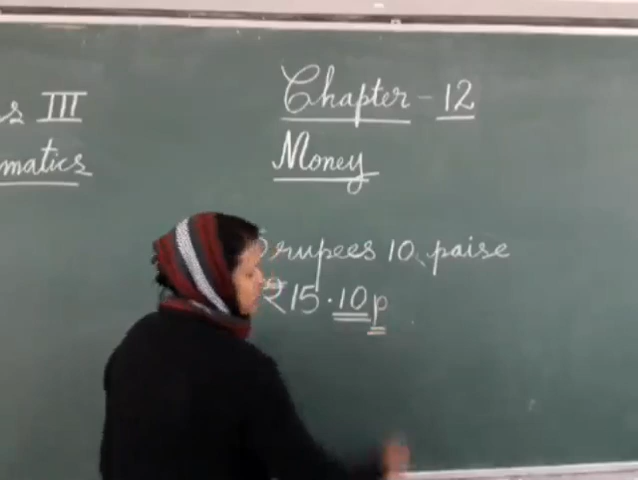 III
Chapter - 12
matics
Money
rupees 10 paise
₹15.10p